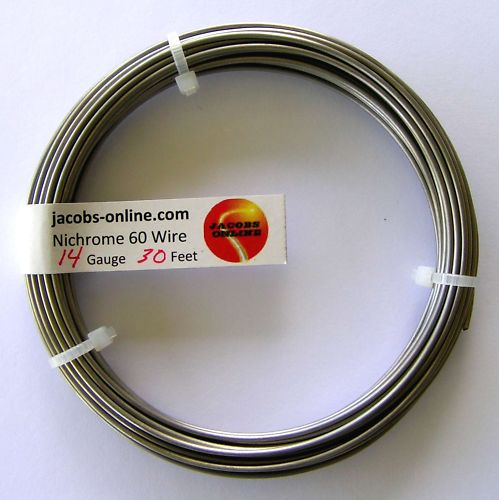 jacobs-online.com
Nichrome 60 Wire
14 Gauge 30 Feet
JACOBS
ONLINE